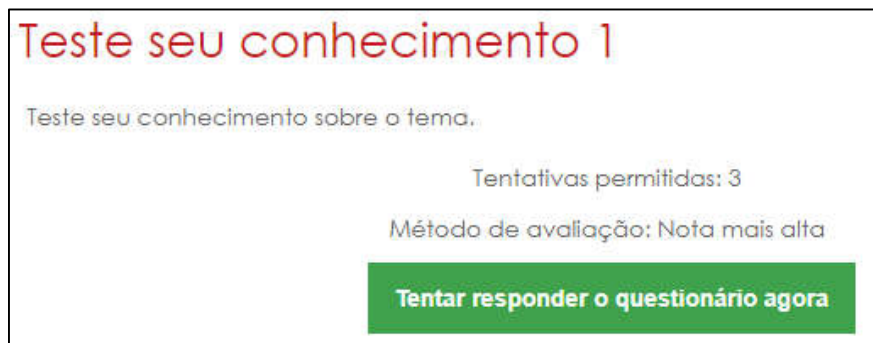 Teste seu conhecimento 1
Teste seu conhecimento sobre o tema.
Tentativas permitidas: 3
Método de avaliação: Nota mais alta
Tentar responder o questionário agora